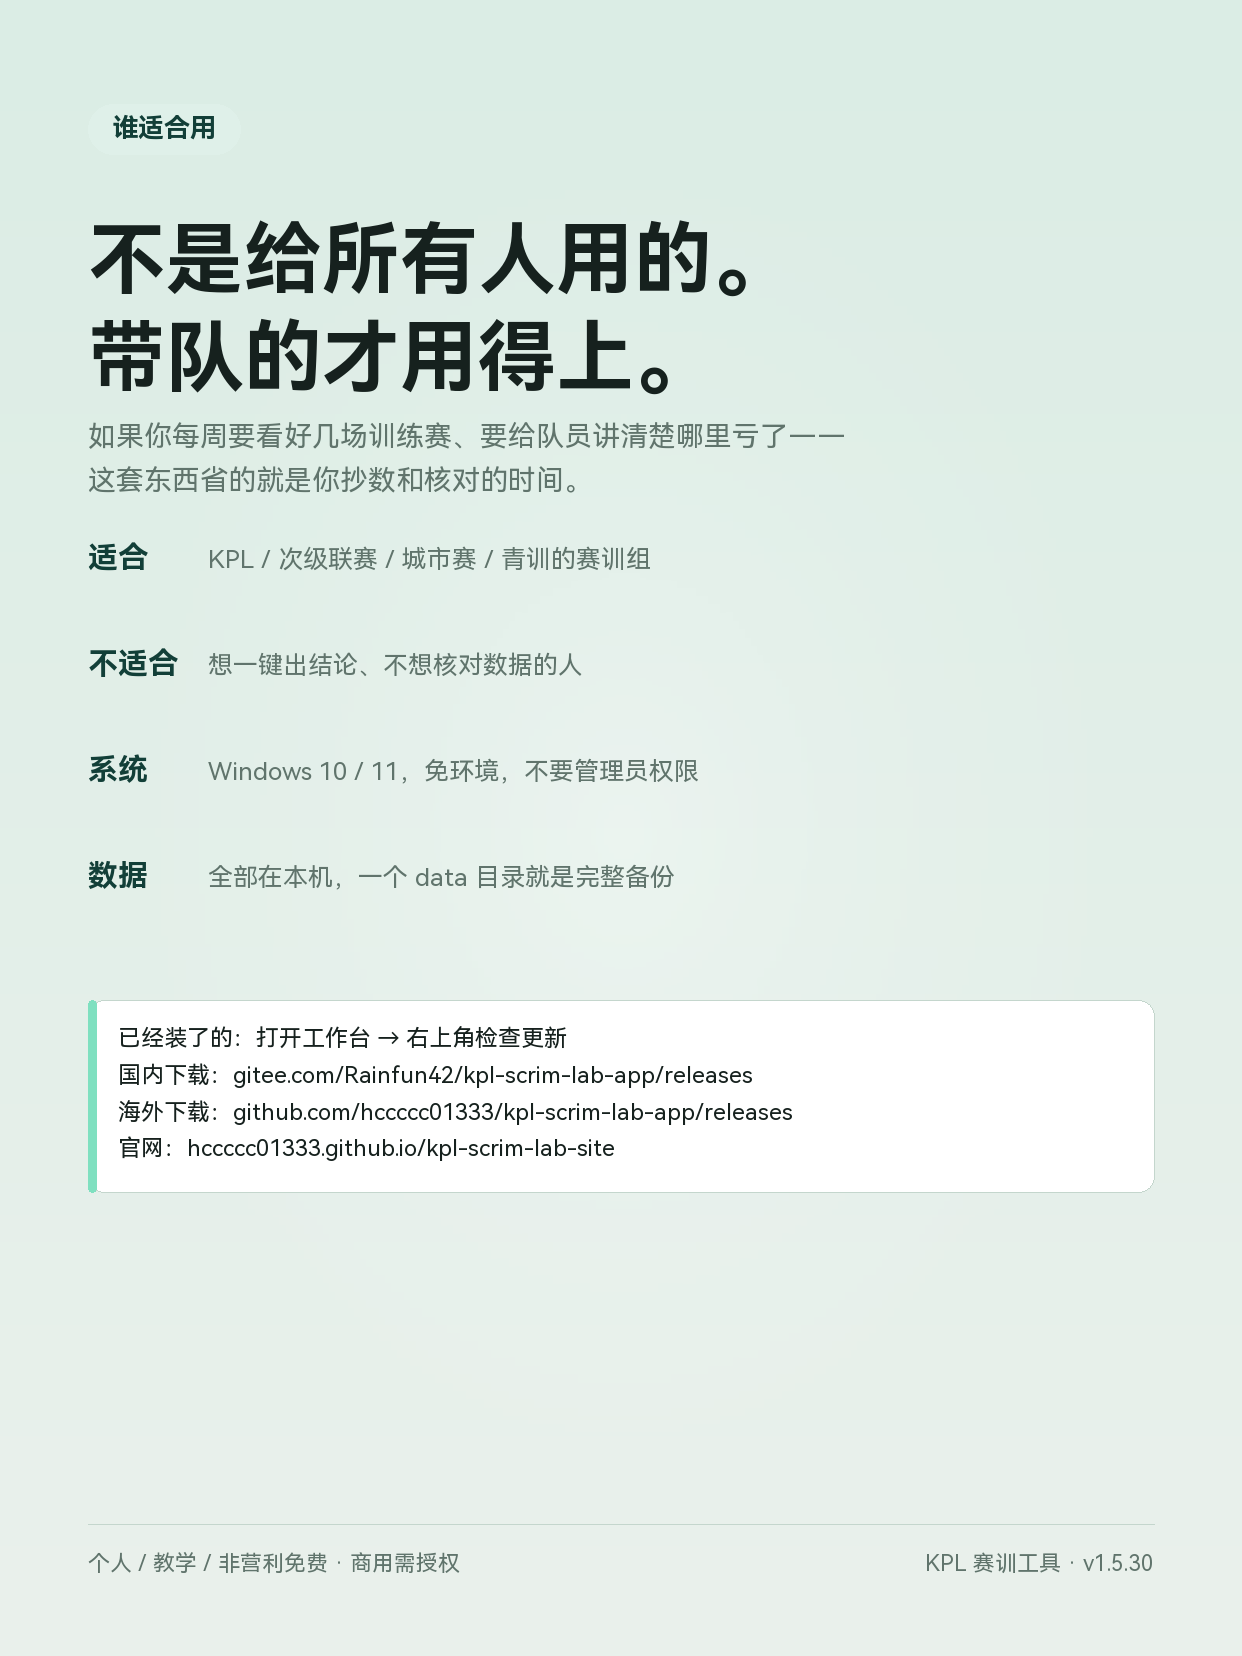 谁适合用
不是给所有人用的。
带队的才用得上。
如果你每周要看好几场训练赛、要给队员讲清楚哪里亏了——
这套东西省的就是你抄数和核对的时间。
适合 KPL / 次级联赛 / 城市赛 / 青训的赛训组
不适合 想一键出结论、不想核对数据的人
系统 Windows 10 / 11，免环境，不要管理员权限
数据 全部在本机，一个 data 目录就是完整备份
已经装了的：打开工作台 → 右上角检查更新
国内下载：gitee.com/Rainfun42/kpl-scrim-lab-app/releases
海外下载：github.com/hccccc01333/kpl-scrim-lab-app/releases
官网：hccccc01333.github.io/kpl-scrim-lab-site
个人 / 教学 / 非营利免费 · 商用需授权
KPL 赛训工具 · v1.5.30